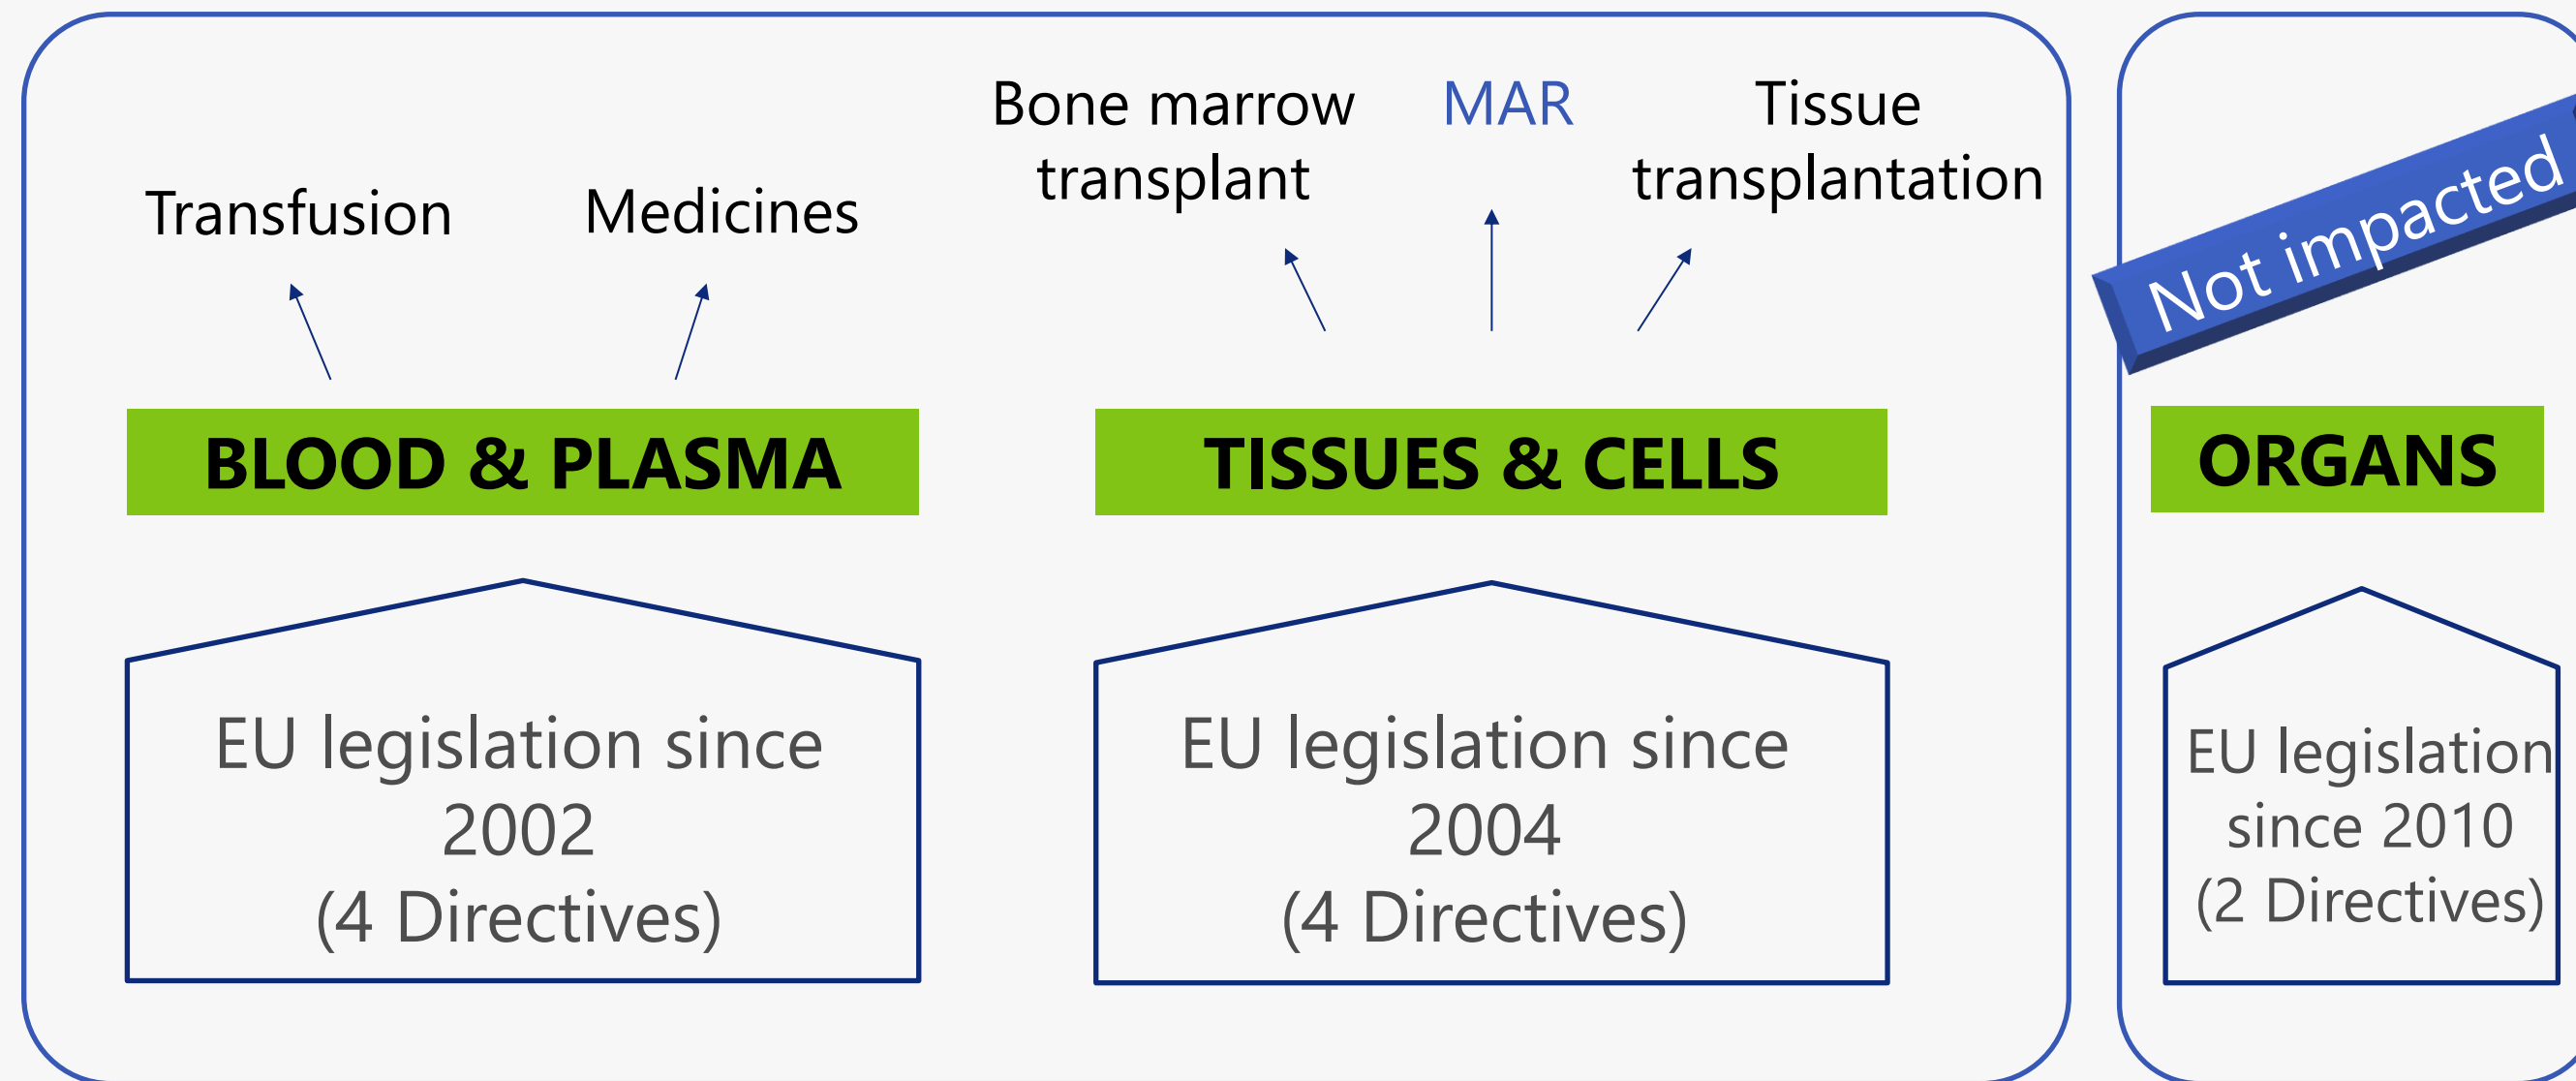 Transfusion
Medicines
Bone marrow
transplant
MAR
Tissue
transplantation
Not impacted
BLOOD & PLASMA
TISSUES & CELLS
ORGANS
EU legislation since
2002
(4 Directives)
EU legislation since
2004
(4 Directives)
EU legislation
since 2010
(2 Directives)